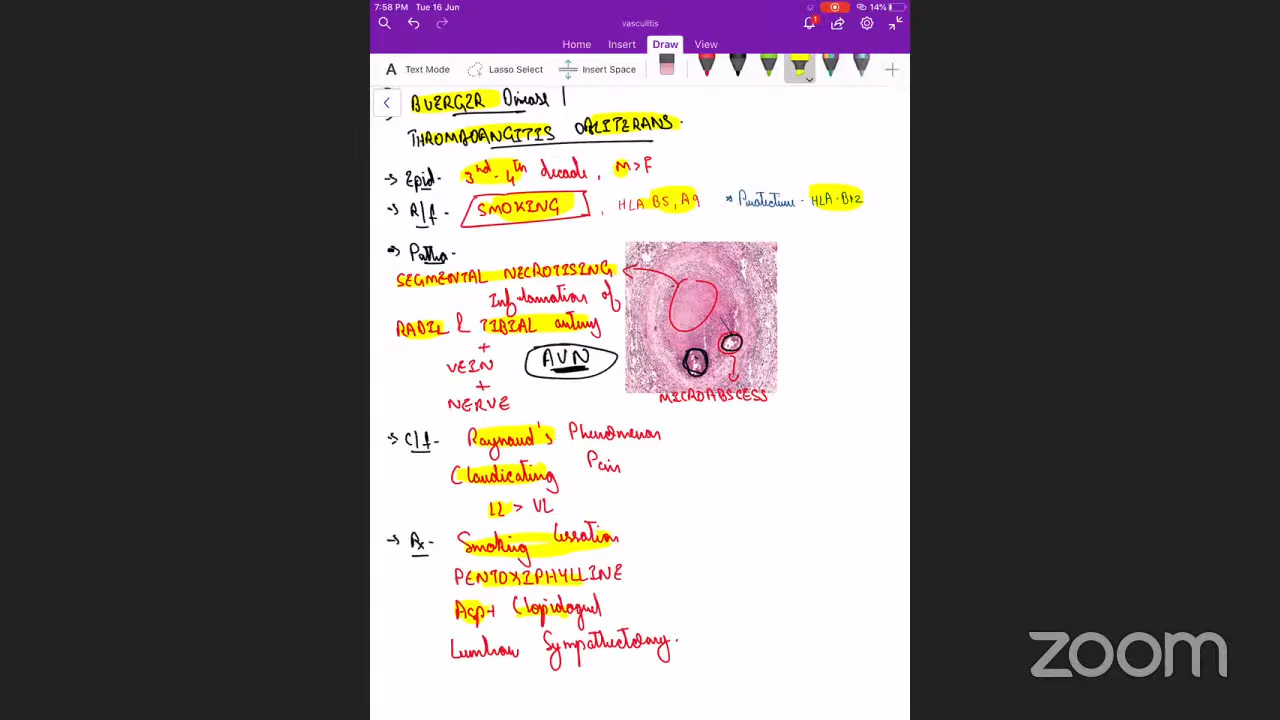 7:58 PM Tue 16 Jun
14%
vasculitis
Home Insert Draw View
Text Mode Lasso Select Insert Space
BUERGER Disease
THROMBOANGITIS OBLITERANS
Epid- 3rd-4th decade, M>F
R/f- SMOKING, HLA B5, A9 * Protective - HLA-B12
Patho-
SEGMENTAL NECROTISING
Inflamation of
RADIAL & TIBIAL artery
+
VEIN AVN
+
NERVE
MICROABSCESS
C/f- Raynaud's Phenomenon
Claudicating Pain
LL > UL
Rx- Smoking Cessation
PENTOXIPHYLLINE
Asp+ Clopidogrel
Lumbar Sympathectomy.
zoom